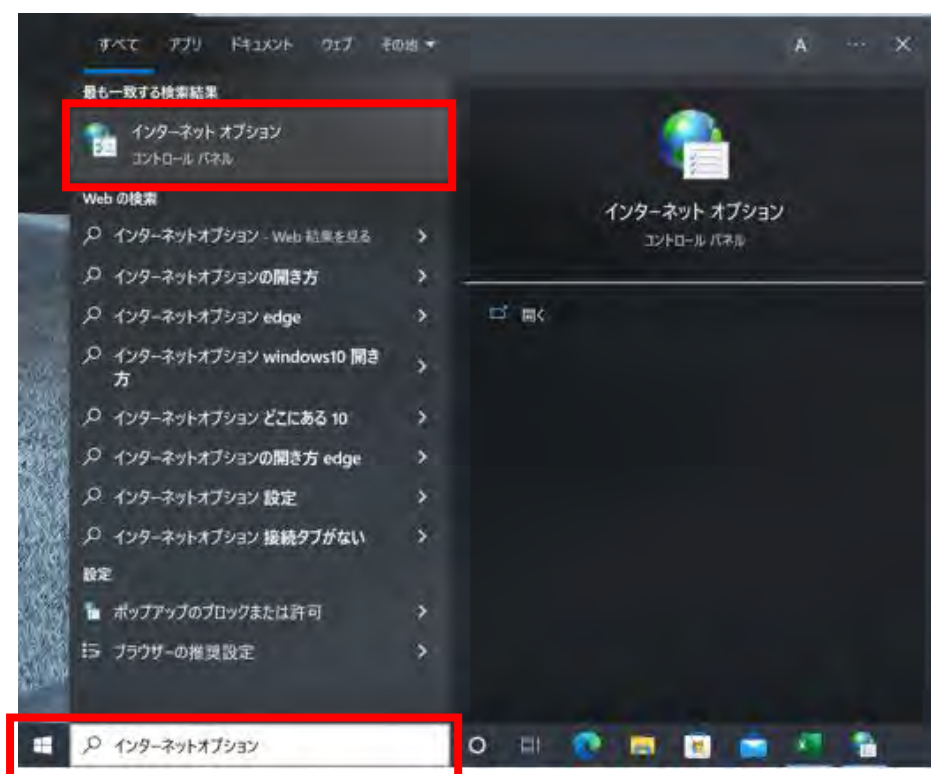 すべて アプリ ドキュメント ウェブ その他
A … ×
最も一致する検索結果
インターネット オプション
コントロール パネル
Web の検索
インターネットオプション - Web 結果を見る
インターネットオプションの開き方
インターネットオプション edge
インターネットオプション windows10 開き
方
インターネットオプション どこにある 10
インターネットオプションの開き方 edge
インターネットオプション 設定
インターネットオプション 接続タブがない
設定
ポップアップのブロックまたは許可
ブラウザーの推奨設定
インターネット オプション
コントロール パネル
開く
インターネットオプション